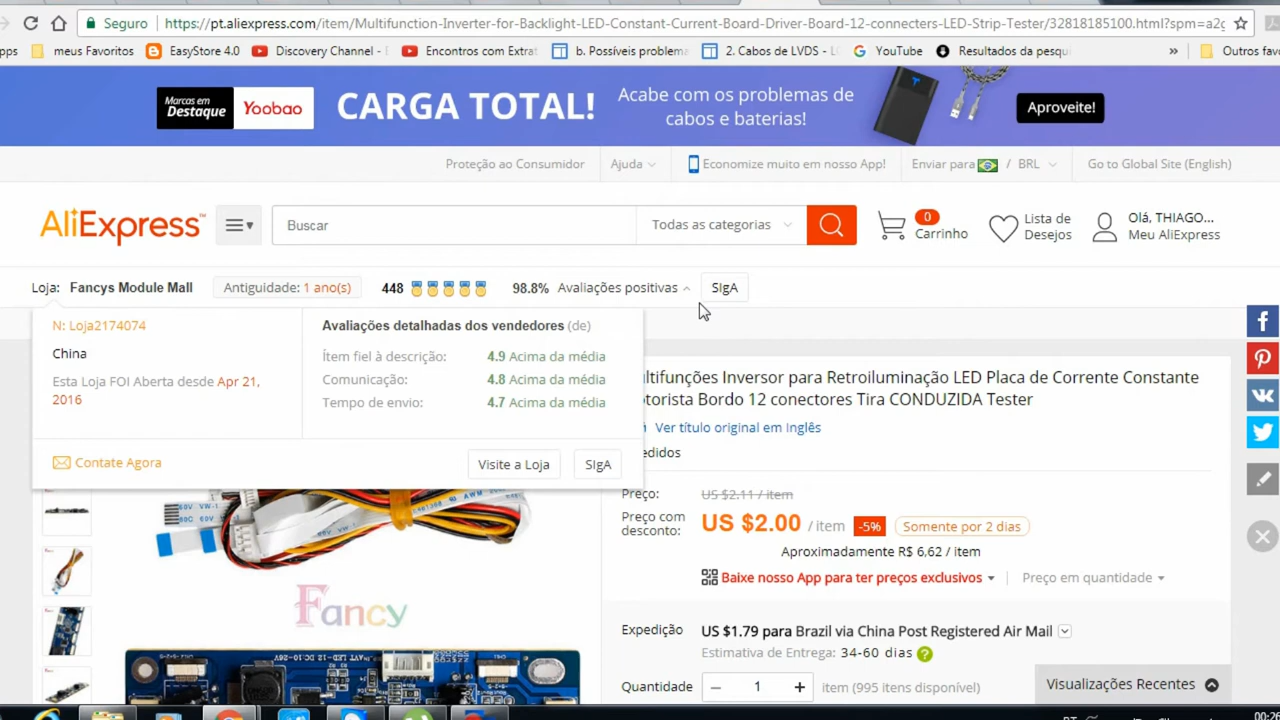 Seguro
https://pt.aliexpress.com/item/Multifunction-Inverter-for-Backlight-LED-Constant-Current-Board-Driver-Board-12-connecters-LED-Strip-Tester/32818185100.html?spm=a2g
meus Favoritos
EasyStore 4.0
Discovery Channel -
Encontros com Extrat
b. Possíveis problema
2. Cabos de LVDS -
YouTube
Resultados da pesqu
»
Outros fav
Marcas em
Destaque
Yoobao
CARGA TOTAL!
Acabe com os problemas de
cabos e baterias!
Aproveite!
Proteção ao Consumidor
Ajuda
Economize muito em nosso App!
Enviar para
/ BRL
Go to Global Site (English)
AliExpress™
Buscar
Todas as categorias
0
Carrinho
Lista de
Desejos
Olá, THIAGO...
Meu AliExpress
Loja: Fancys Module Mall
Antiguidade: 1 ano(s)
448
98.8% Avaliações positivas
SIgA
N: Loja2174074
China
Esta Loja FOI Aberta desde Apr 21,
2016
Contate Agora
Avaliações detalhadas dos vendedores (de)
Ítem fiel à descrição: 4.9 Acima da média
Comunicação: 4.8 Acima da média
Tempo de envio: 4.7 Acima da média
Visite a Loja
SIgA
ltifunções Inversor para Retroiluminação LED Placa de Corrente Constante
otorista Bordo 12 conectores Tira CONDUZIDA Tester
Ver título original em Inglês
edidos
Preço: US $2.11 / item
Preço com
desconto:
US $2.00 / item -5% Somente por 2 dias
Aproximadamente R$ 6,62 / item
Baixe nosso App para ter preços exclusivos
Preço em quantidade
Expedição US $1.79 para Brazil via China Post Registered Air Mail
Estimativa de Entrega: 34-60 dias ?
Quantidade − 1 + item (995 itens disponível)
Visualizações Recentes
Fancy